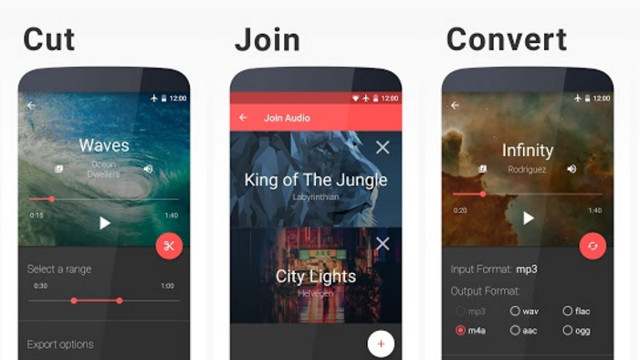 Cut
Join
Convert
12:00
Waves
Ocean
Dwellers
0:15
1:40
Select a range
0:30
1:00
Export options
12:00
Join Audio
King of The Jungle
Labyrinthian
City Lights
Helvegen
+
12:00
Infinity
Rodriguez
0:20
1:40
Input Format: mp3
Output Format:
mp3 wav flac
m4a aac ogg